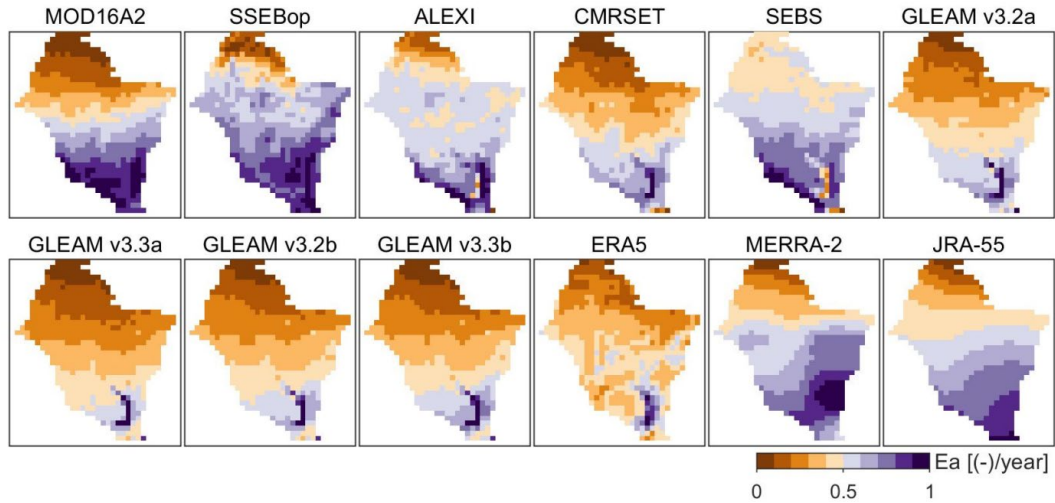 MOD16A2 SSEBop ALEXI CMRSET SEBS GLEAM v3.2a
GLEAM v3.3a GLEAM v3.2b GLEAM v3.3b ERA5 MERRA-2 JRA-55
Ea [(-)/year]
0 0.5 1